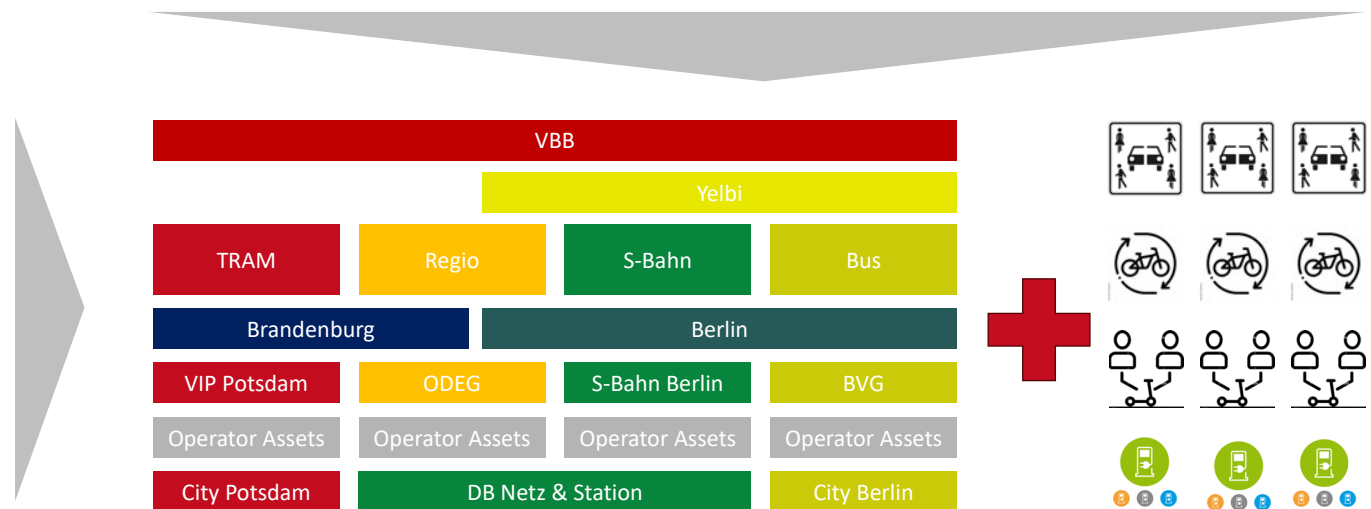 VBB
Yelbi
TRAM Regio S-Bahn Bus
Brandenburg Berlin
VIP Potsdam ODEG S-Bahn Berlin BVG
Operator Assets Operator Assets Operator Assets Operator Assets
City Potsdam DB Netz & Station City Berlin